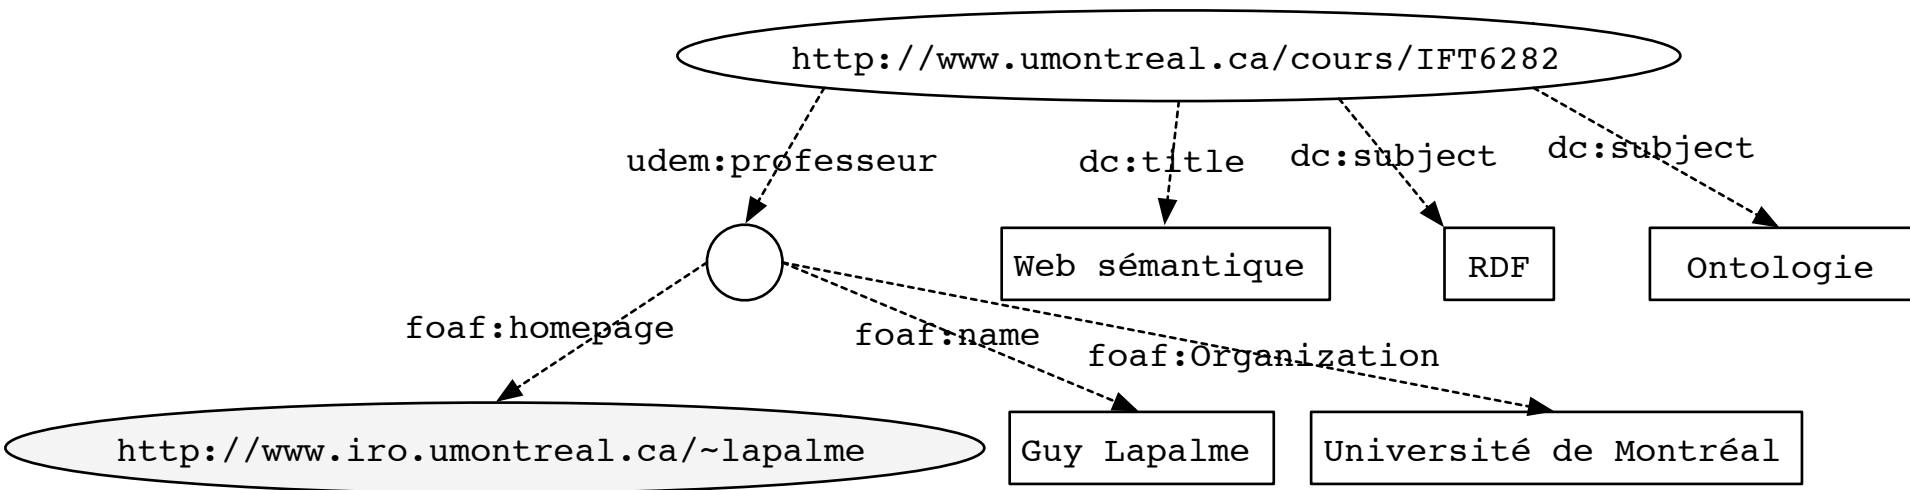 http://www.umontreal.ca/cours/IFT6282
udem:professeur
dc:title
dc:subject
dc:subject
Web sémantique
RDF
Ontologie
foaf:homepage
foaf:name
foaf:Organization
http://www.iro.umontreal.ca/~lapalme
Guy Lapalme
Université de Montréal